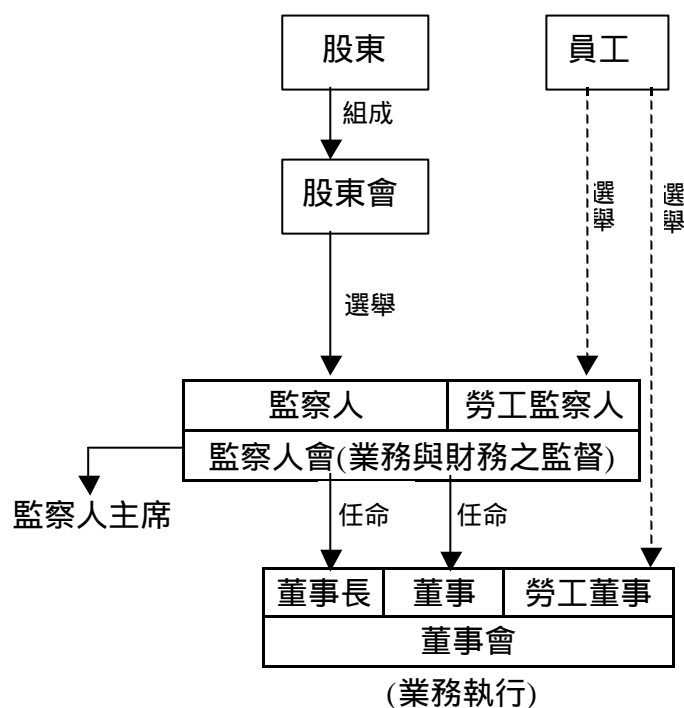 股東
員工
組成
股東會
選舉
選舉
選舉
監察人
勞工監察人
監察人會(業務與財務之監督)
監察人主席
任命
任命
董事長
董事
勞工董事
董事會
(業務執行)